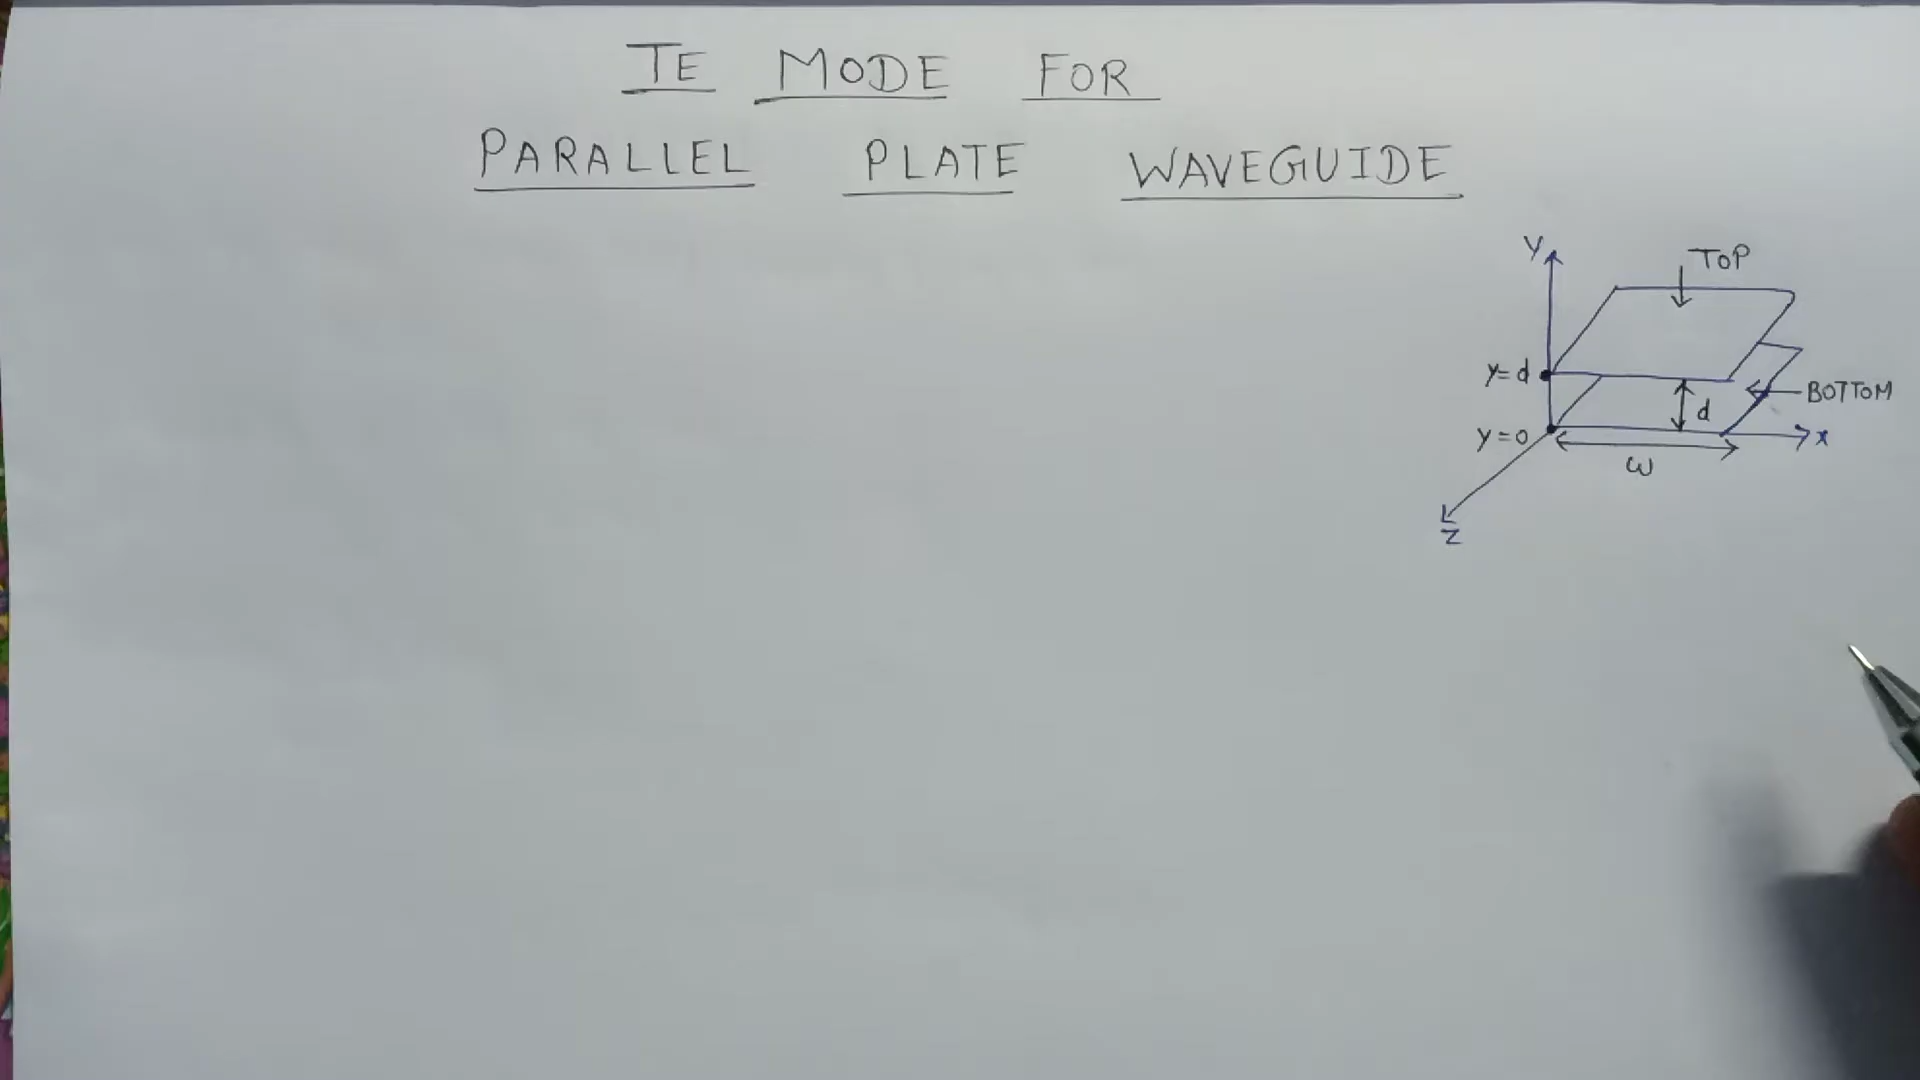 TE MODE FOR
PARALLEL PLATE WAVEGUIDE
Y
TOP
y=d
BOTTOM
d
y=0
x
ω
z